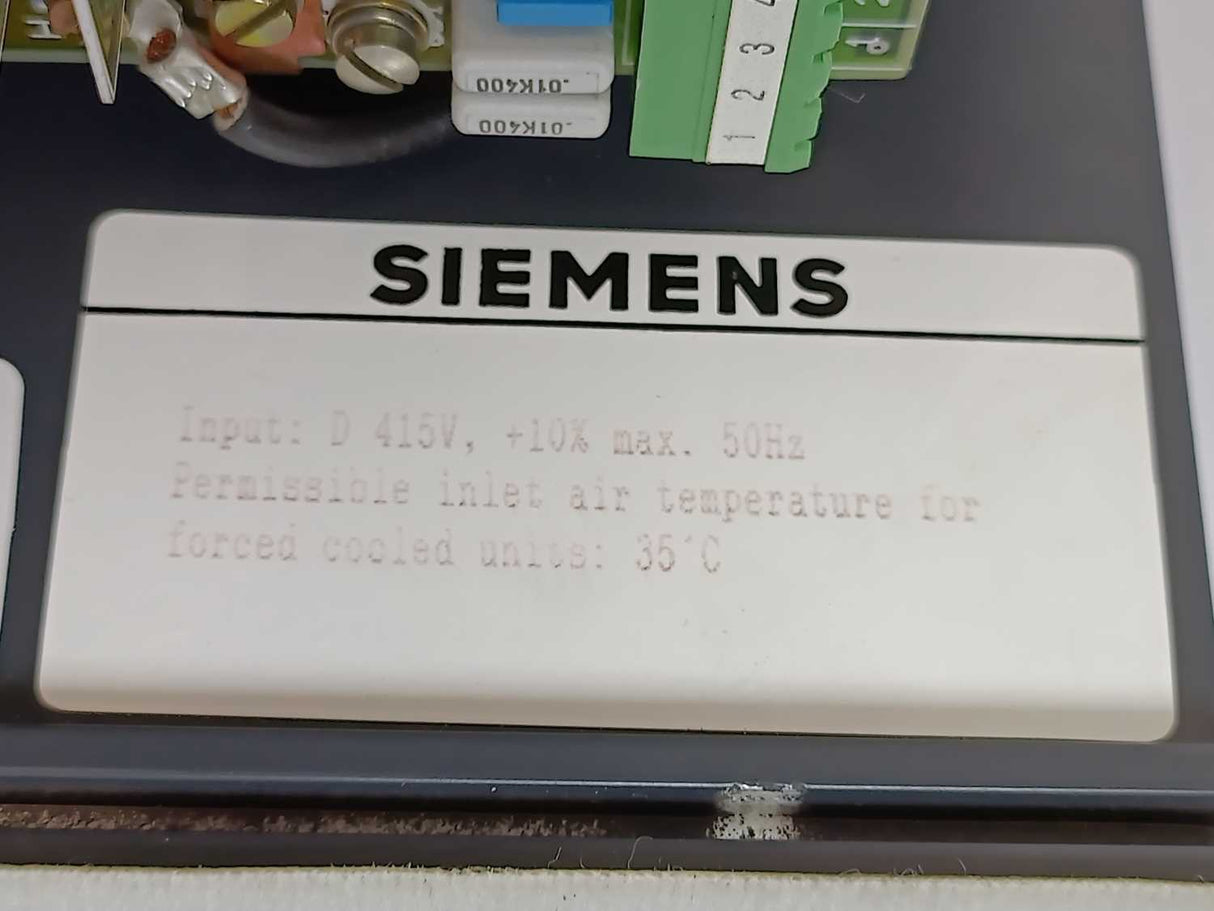 .01K400
.01K400
1 2 3 4
SIEMENS
Input: D 415V, +10% max. 50Hz
Permissible inlet air temperature for
forced cooled units: 35°C